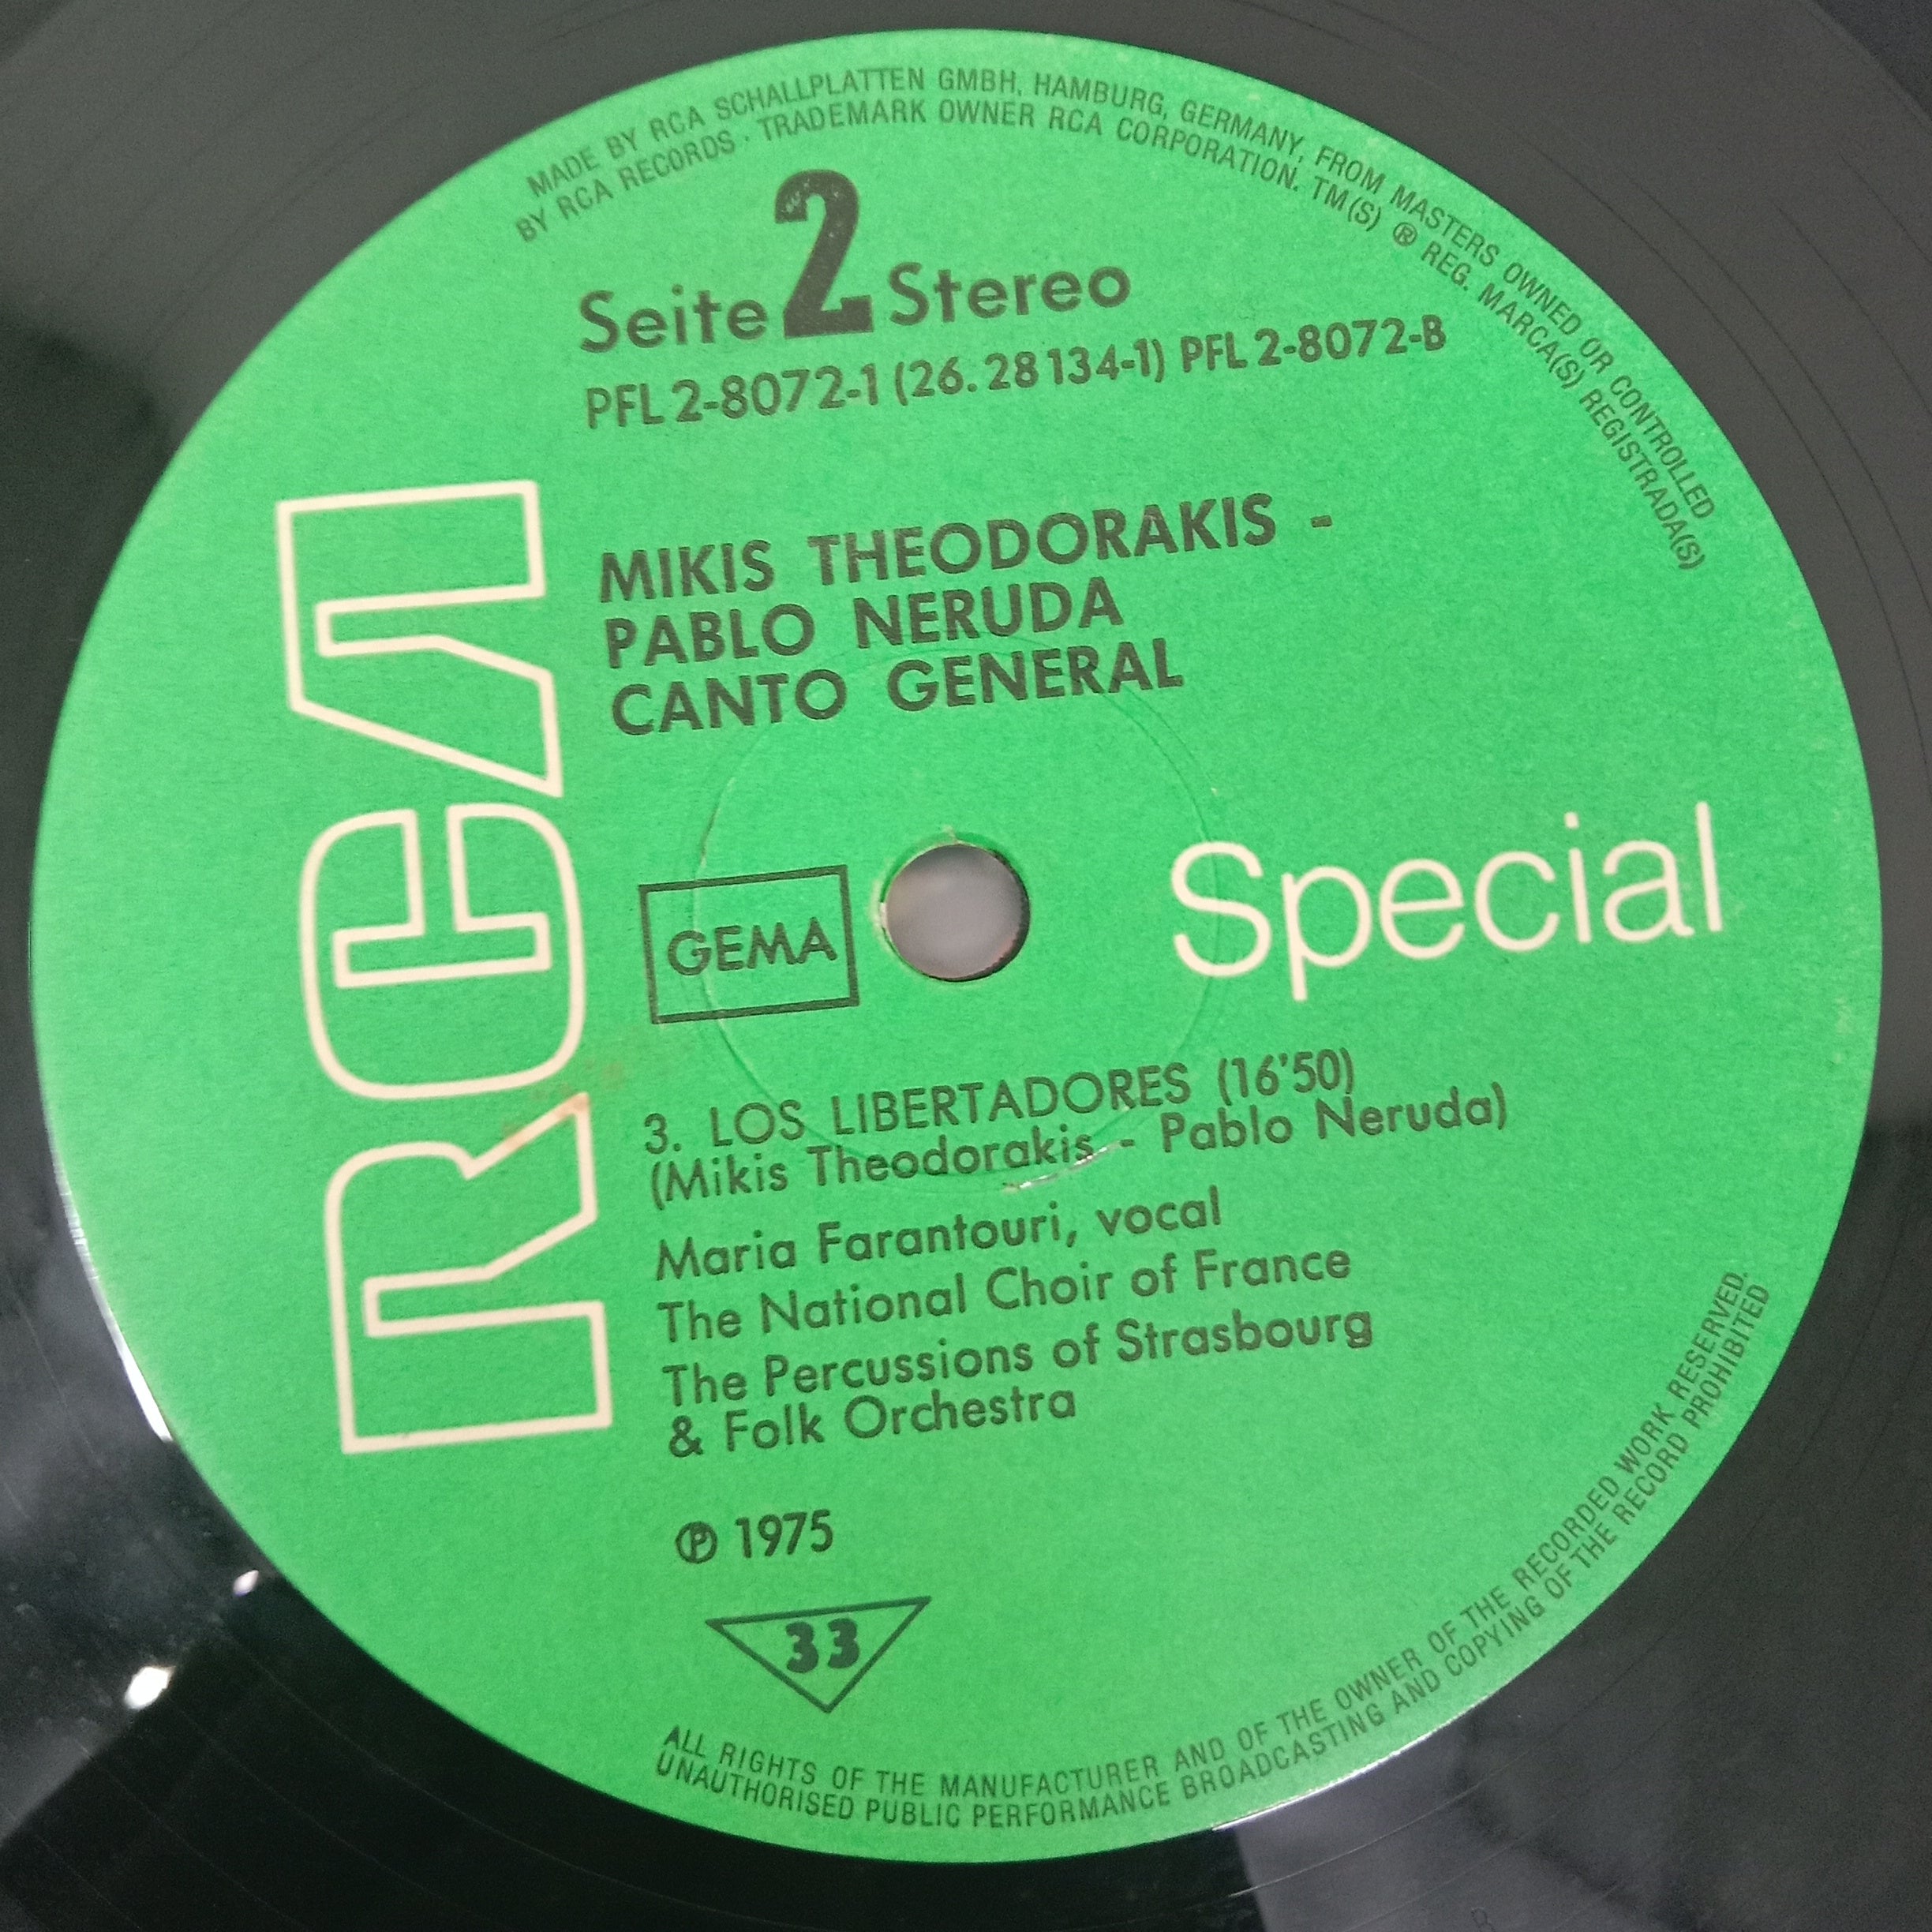 MADE BY RCA SCHALLPLATTEN GMBH, HAMBURG, GERMANY, FROM MASTERS OWNED OR CONTROLLED
BY RCA RECORDS · TRADEMARK OWNER RCA CORPORATION. TM(S) ® REG. MARCA(S) REGISTRADA(S)
Seite 2 Stereo
PFL 2-8072-1 (26.28134-1) PFL 2-8072-B
RCA
MIKIS THEODORAKIS -
PABLO NERUDA
CANTO GENERAL
GEMA
Special
3. LOS LIBERTADORES (16'50)
(Mikis Theodorakis - Pablo Neruda)
Maria Farantouri, vocal
The National Choir of France
The Percussions of Strasbourg
& Folk Orchestra
℗ 1975
33
ALL RIGHTS OF THE MANUFACTURER AND OF THE OWNER OF THE RECORDED WORK RESERVED.
UNAUTHORISED PUBLIC PERFORMANCE BROADCASTING AND COPYING OF THE RECORD PROHIBITED